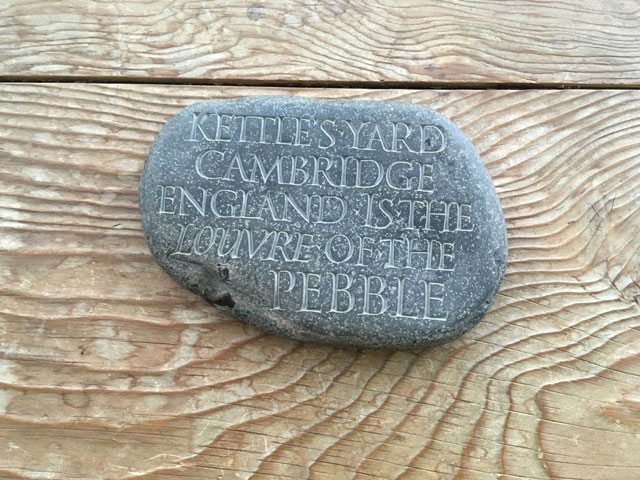 KETTLE'S YARD
CAMBRIDGE
ENGLAND IS THE
LOUVRE OF THE
PEBBLE